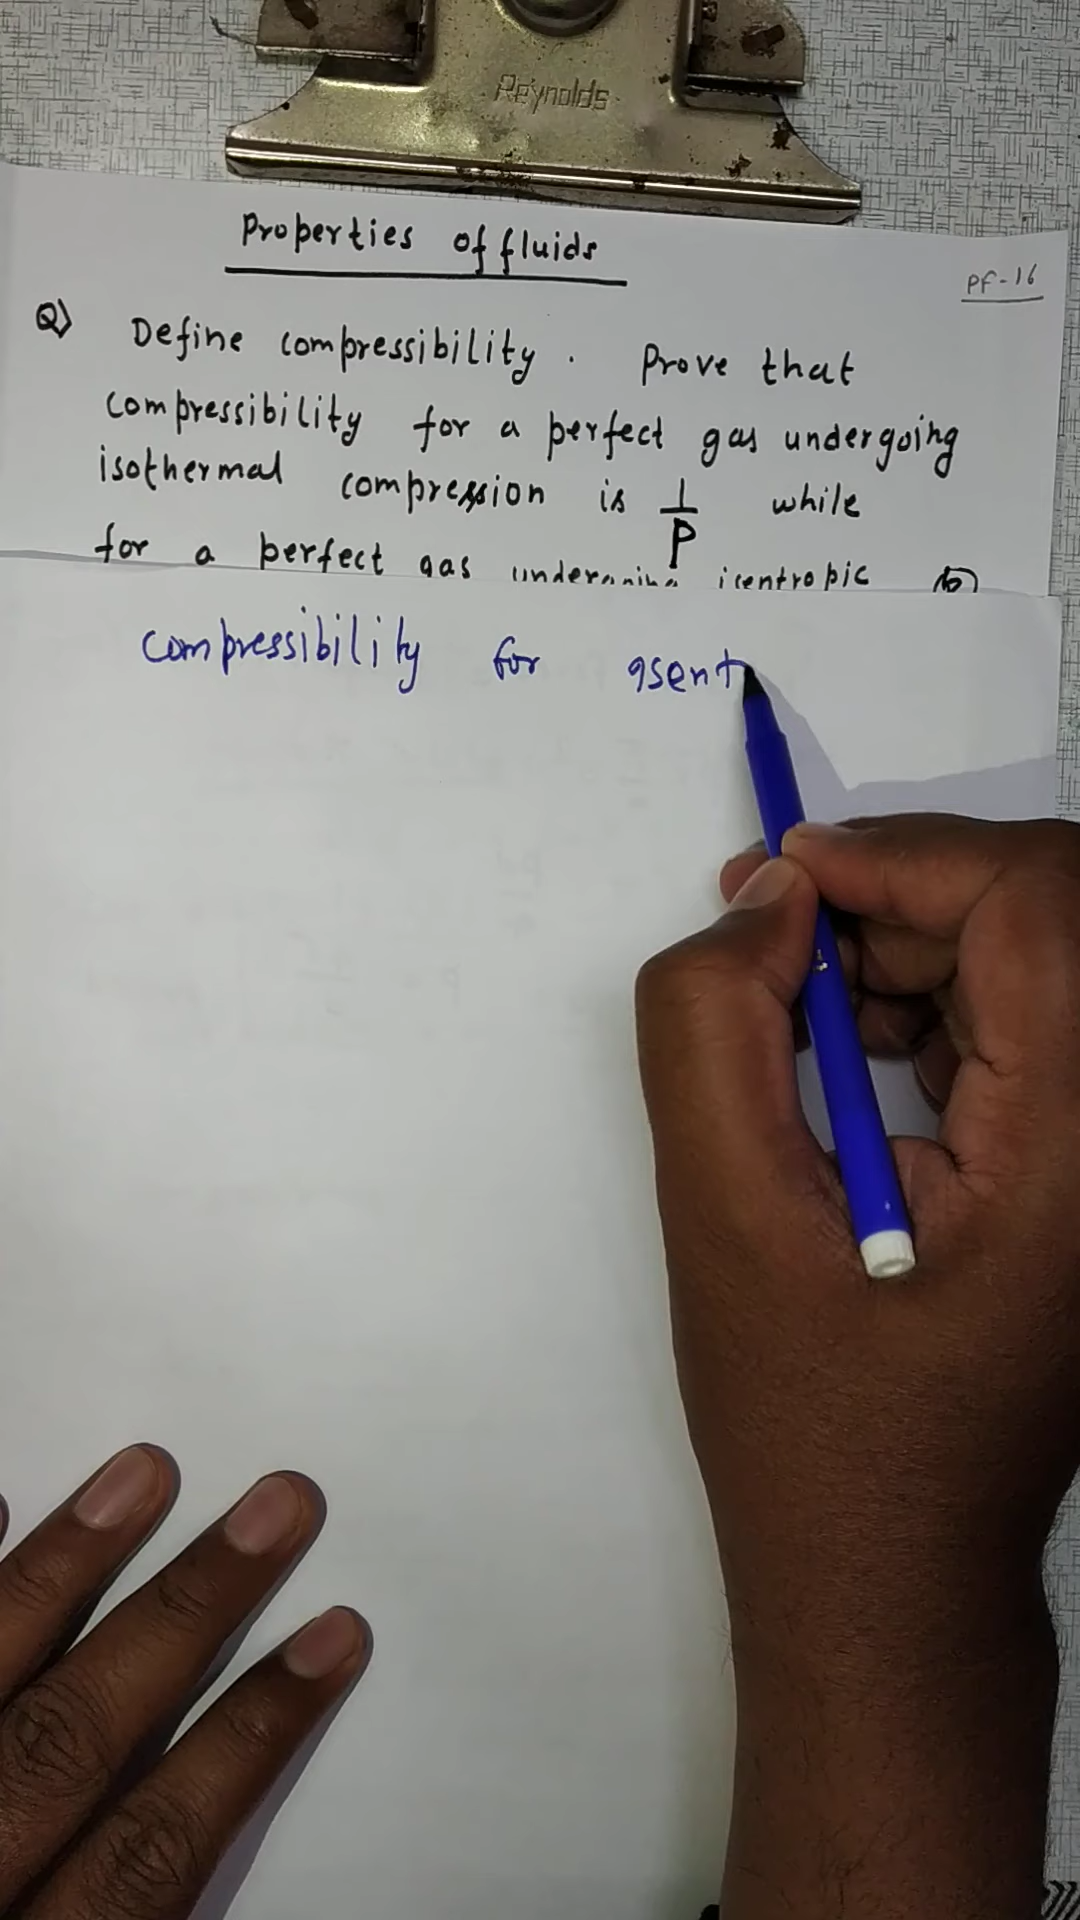 Reynolds
Properties of fluids
PF-16
Q) Define compressibility. Prove that
compressibility for a perfect gas undergoing
isothermal compression is 1/P while
for a perfect gas undergoing isentropic
compressibility for isent